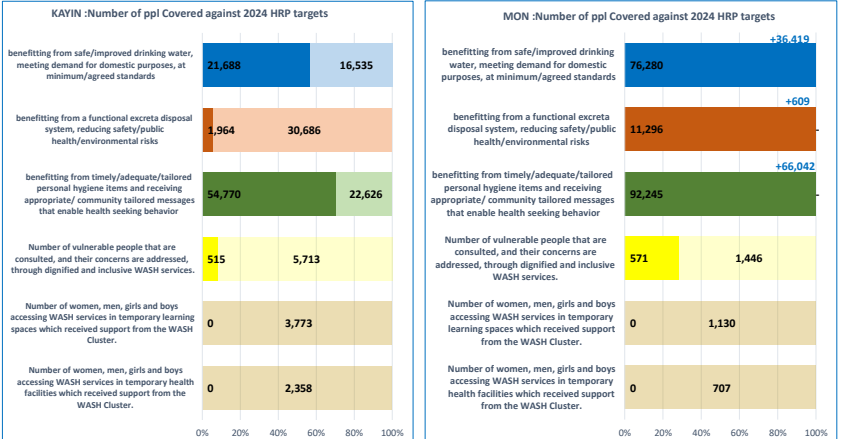 KAYIN :Number of ppl Covered against 2024 HRP targets
benefitting from safe/improved drinking water,
meeting demand for domestic purposes, at
minimum/agreed standards
21,688
16,535
benefitting from a functional excreta disposal
system, reducing safety/public
health/environmental risks
1,964
30,686
benefitting from timely/adequate/tailored
personal hygiene items and receiving
appropriate/ community tailored messages
that enable health seeking behavior
54,770
22,626
Number of vulnerable people that are
consulted, and their concerns are addressed,
through dignified and inclusive WASH services.
515
5,713
Number of women, men, girls and boys
accessing WASH services in temporary learning
spaces which received support from the WASH
Cluster.
0
3,773
Number of women, men, girls and boys
accessing WASH services in temporary health
facilities which received support from the
WASH Cluster.
0
2,358
0% 20% 40% 60% 80% 100%
MON :Number of ppl Covered against 2024 HRP targets
+36,419
benefitting from safe/improved drinking
water, meeting demand for domestic
purposes, at minimum/agreed standards
76,280
+609
benefitting from a functional excreta
disposal system, reducing safety/public
health/environmental risks
11,296
-
+66,042
benefitting from timely/adequate/tailored
personal hygiene items and receiving
appropriate/ community tailored messages
that enable health seeking behavior
92,245
-
Number of vulnerable people that are
consulted, and their concerns are
addressed, through dignified and inclusive
WASH services.
571
1,446
Number of women, men, girls and boys
accessing WASH services in temporary
learning spaces which received support
from the WASH Cluster.
0
1,130
Number of women, men, girls and boys
accessing WASH services in temporary
health facilities which received support
from the WASH Cluster.
0
707
0% 20% 40% 60% 80% 100%